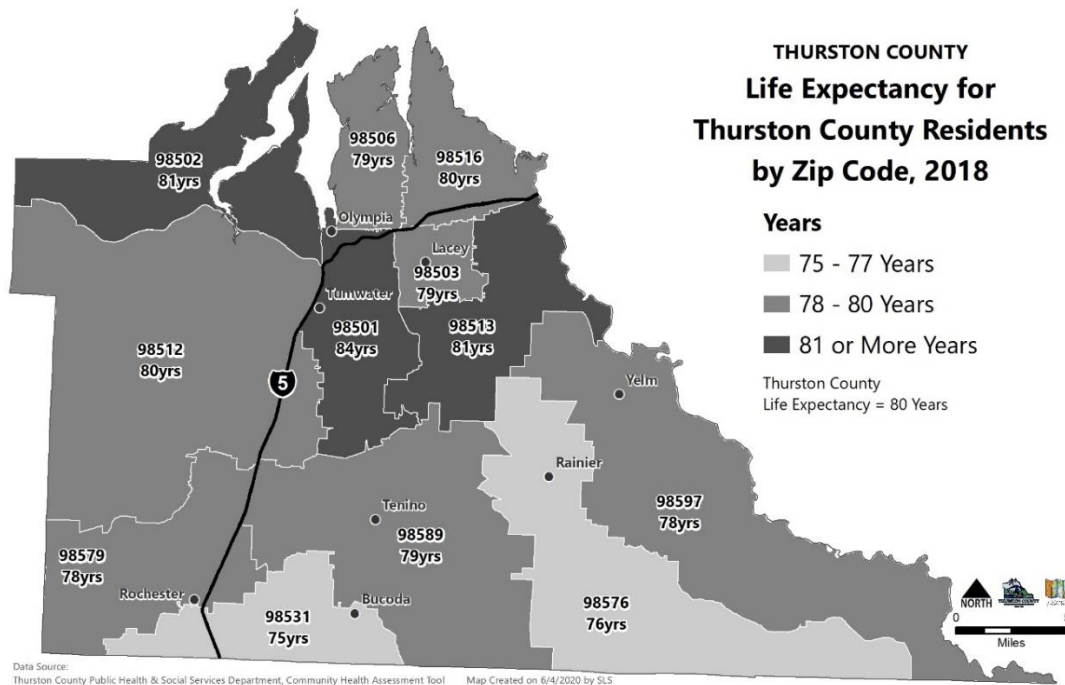 THURSTON COUNTY
Life Expectancy for
Thurston County Residents
by Zip Code, 2018
Years
75 - 77 Years
78 - 80 Years
81 or More Years
Thurston County
Life Expectancy = 80 Years
98502
81yrs
98506
79yrs
98516
80yrs
Olympia
Lacey
98503
79yrs
Tumwater
98501
84yrs
98513
81yrs
98512
80yrs
5
Yelm
Rainier
98597
78yrs
Tenino
98589
79yrs
98579
78yrs
Rochester
98531
75yrs
Bucoda
98576
76yrs
NORTH
THURSTON COUNTY
0
Miles
Data Source:
Thurston County Public Health & Social Services Department, Community Health Assessment Tool Map Created on 6/4/2020 by SLS